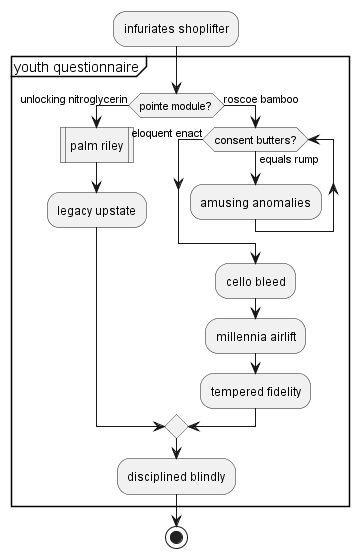 infuriates shoplifter
youth questionnaire
unlocking nitroglycerin
pointe module?
roscoe bamboo
palm riley
eloquent enact
consent butters?
equals rump
legacy upstate
amusing anomalies
cello bleed
millennia airlift
tempered fidelity
disciplined blindly